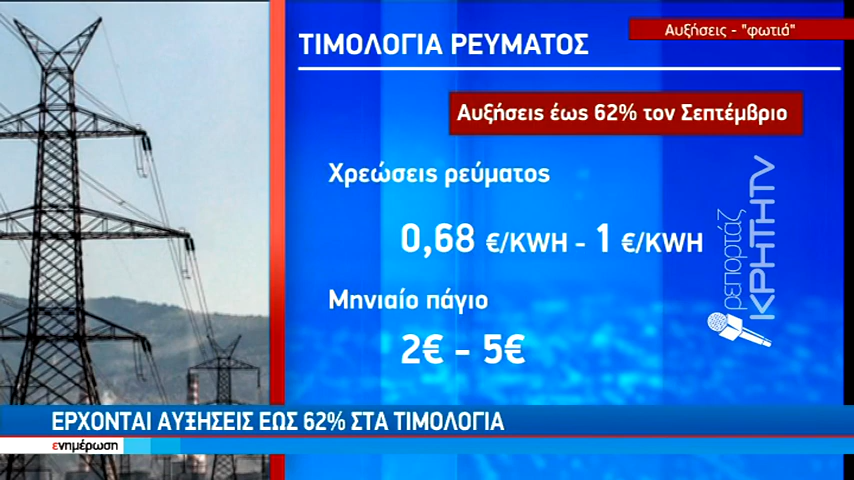 Αυξήσεις - "φωτιά"
ΤΙΜΟΛΟΓΙΑ ΡΕΥΜΑΤΟΣ
Αυξήσεις έως 62% τον Σεπτέμβριο
Χρεώσεις ρεύματος
0,68 €/KWH - 1 €/KWH
Μηνιαίο πάγιο
2€ - 5€
ρεπορτάζ
ΚΡΗΤΗTV
ΕΡΧΟΝΤΑΙ ΑΥΞΗΣΕΙΣ ΕΩΣ 62% ΣΤΑ ΤΙΜΟΛΟΓΙΑ
ενημέρωση